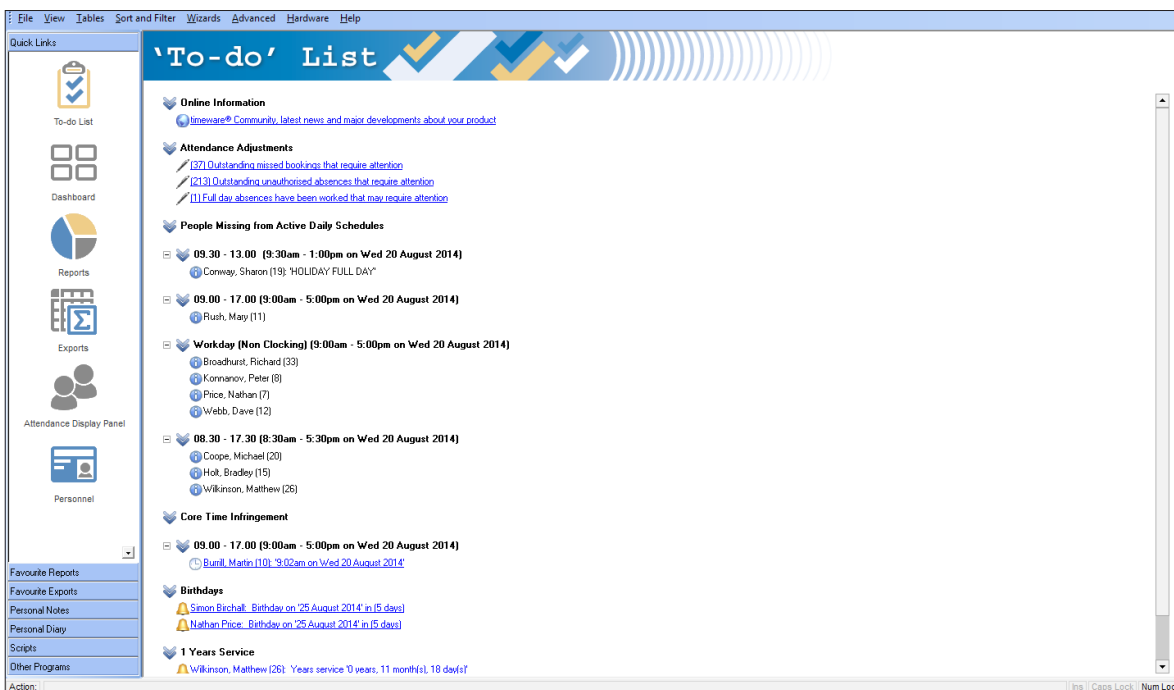 File View Tables Sort and Filter Wizards Advanced Hardware Help
Quick Links
To-do List
Dashboard
Reports
Exports
Attendance Display Panel
Personnel
Favourite Reports
Favourite Exports
Personal Notes
Personal Diary
Scripts
Other Programs
'To-do' List
Online Information
timeware® Community, latest news and major developments about your product
Attendance Adjustments
(37) Outstanding missed bookings that require attention
(213) Outstanding unauthorised absences that require attention
(1) Full day absences have been worked that may require attention
People Missing from Active Daily Schedules
09.30 - 13.00 (9:30am - 1:00pm on Wed 20 August 2014)
Conway, Sharon (19): 'HOLIDAY FULL DAY'
09.00 - 17.00 (9:00am - 5:00pm on Wed 20 August 2014)
Rush, Mary (11)
Workday (Non Clocking) (9:00am - 5:00pm on Wed 20 August 2014)
Broadhurst, Richard (33)
Konnanov, Peter (8)
Price, Nathan (7)
Webb, Dave (12)
08.30 - 17.30 (8:30am - 5:30pm on Wed 20 August 2014)
Coope, Michael (20)
Holt, Bradley (15)
Wilkinson, Matthew (26)
Core Time Infringement
09.00 - 17.00 (9:00am - 5:00pm on Wed 20 August 2014)
Burrill, Martin (10): '9:02am on Wed 20 August 2014'
Birthdays
Simon Birchall: Birthday on '25 August 2014' in (5 days)
Nathan Price: Birthday on '25 August 2014' in (5 days)
1 Years Service
Wilkinson, Matthew (26): Years service '0 years, 11 month(s), 18 day(s)'
Action:
Ins Caps Lock Num Loc